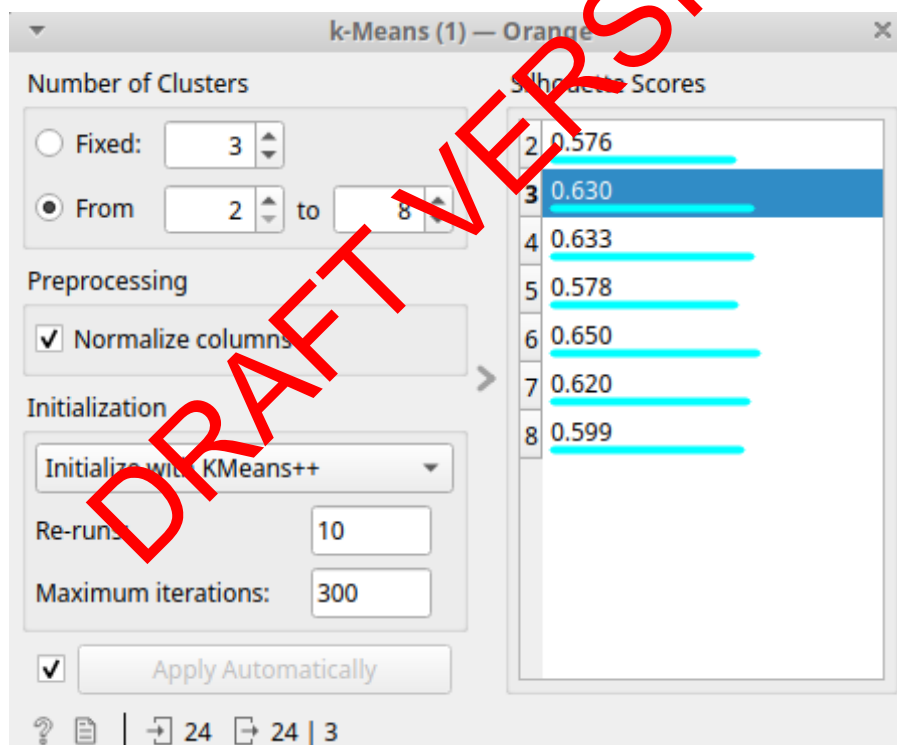 k-Means (1) — Orange
Number of Clusters
Fixed: 3
From 2 to 8
Preprocessing
Normalize columns
Initialization
Initialize with KMeans++
Re-runs: 10
Maximum iterations: 300
Apply Automatically
24 24 | 3
Silhouette Scores
2 0.576
3 0.630
4 0.633
5 0.578
6 0.650
7 0.620
8 0.599
DRAFT VERS